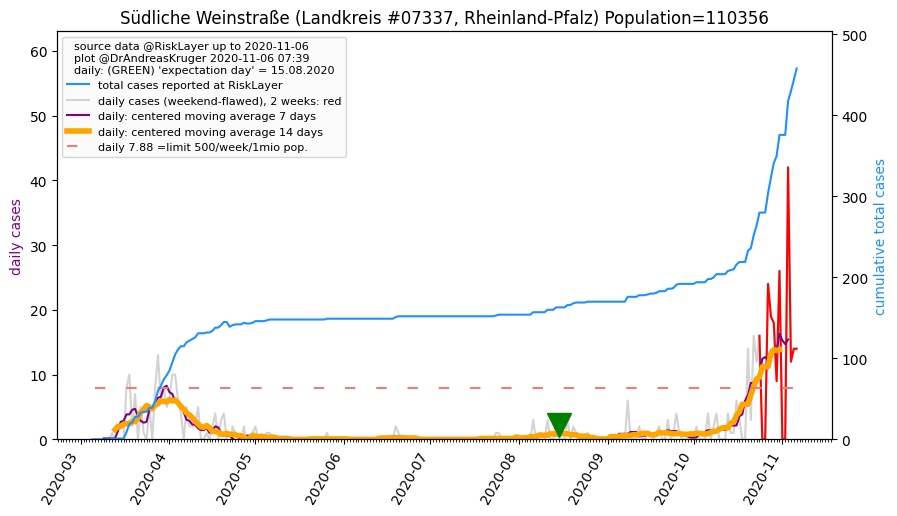 Südliche Weinstraße (Landkreis #07337, Rheinland-Pfalz) Population=110356
source data @RiskLayer up to 2020-11-06
plot @DrAndreasKruger 2020-11-06 07:39
daily: (GREEN) 'expectation day' = 15.08.2020
total cases reported at RiskLayer
daily cases (weekend-flawed), 2 weeks: red
daily: centered moving average 7 days
daily: centered moving average 14 days
daily 7.88 =limit 500/week/1mio pop.
daily cases
60
50
40
30
20
10
0
cumulative total cases
500
400
300
200
100
0
2020-03
2020-04
2020-05
2020-06
2020-07
2020-08
2020-09
2020-10
2020-11